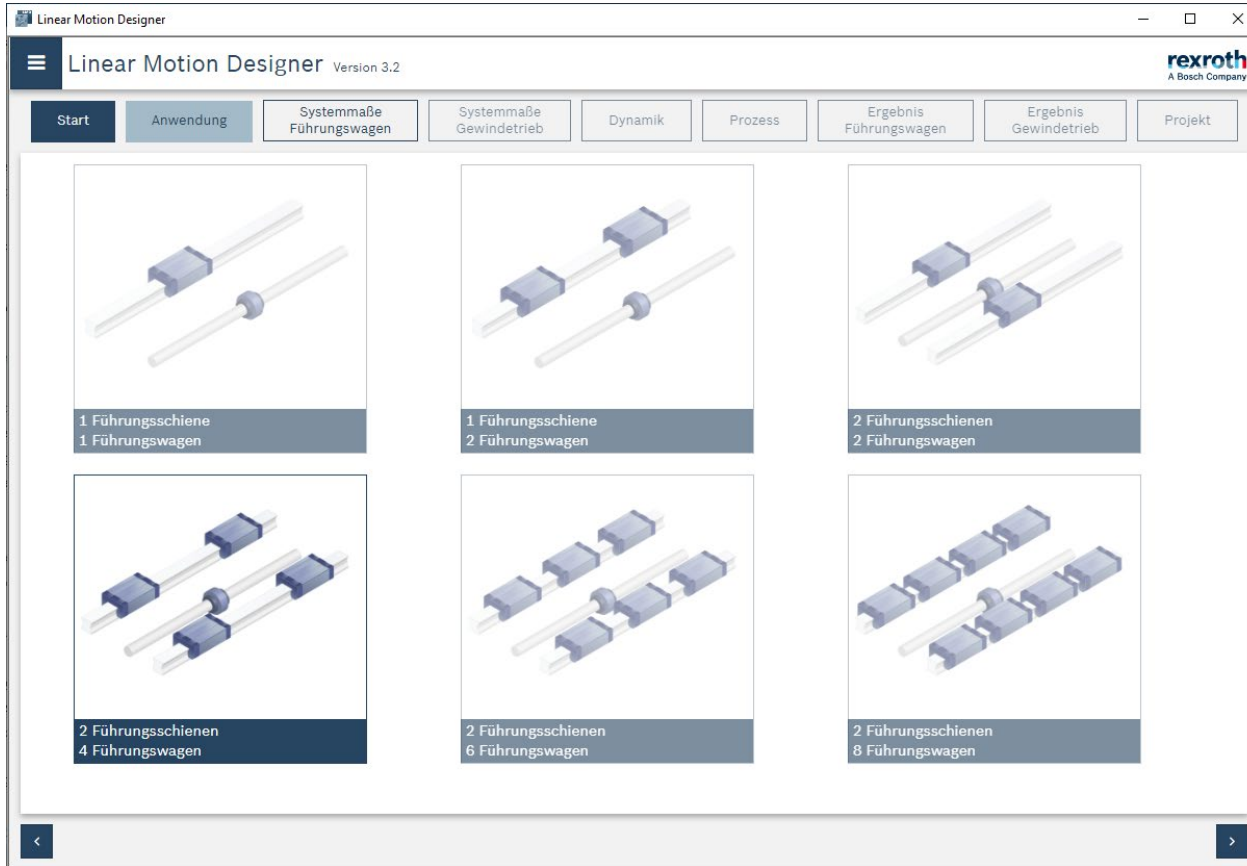 Linear Motion Designer
Linear Motion Designer Version 3.2
rexroth
A Bosch Company
Start
Anwendung
Systemmaße
Führungswagen
Systemmaße
Gewindetrieb
Dynamik
Prozess
Ergebnis
Führungswagen
Ergebnis
Gewindetrieb
Projekt
1 Führungsschiene
1 Führungswagen
1 Führungsschiene
2 Führungswagen
2 Führungsschienen
2 Führungswagen
2 Führungsschienen
4 Führungswagen
2 Führungsschienen
6 Führungswagen
2 Führungsschienen
8 Führungswagen